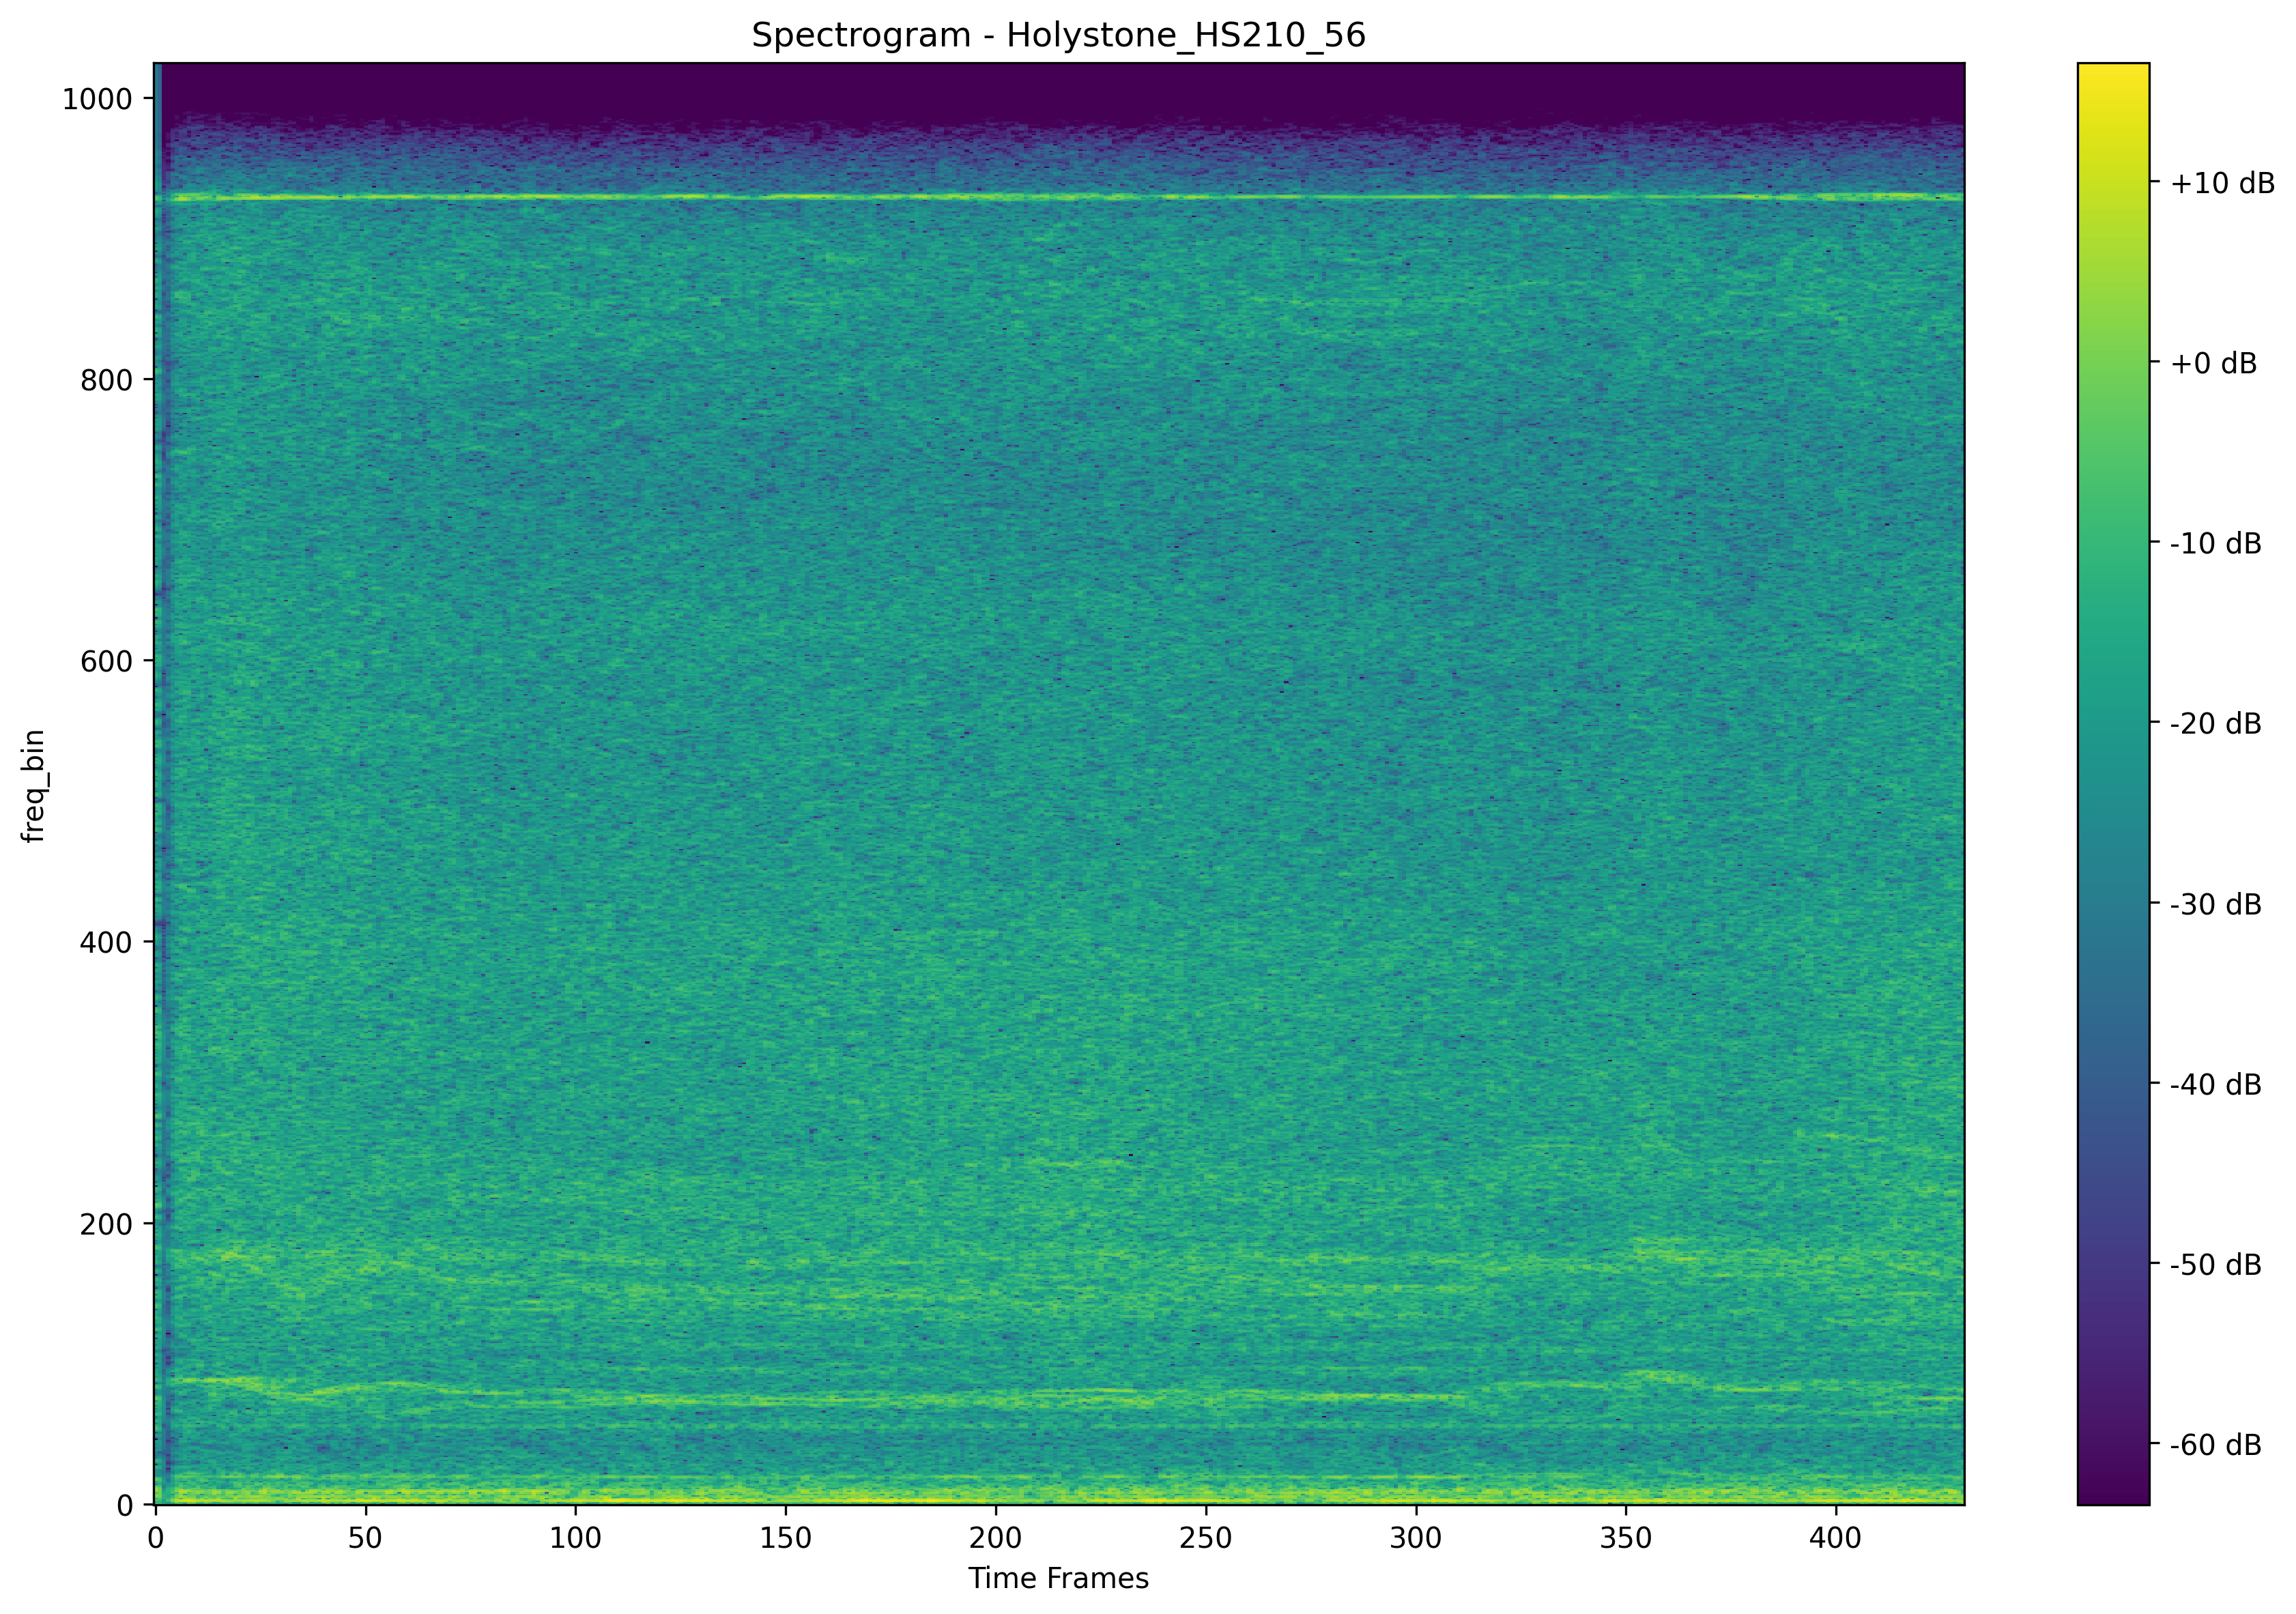 Spectrogram - Holystone_HS210_56
1000
800
600
400
200
0
freq_bin
0 50 100 150 200 250 300 350 400
Time Frames
+10 dB
+0 dB
-10 dB
-20 dB
-30 dB
-40 dB
-50 dB
-60 dB